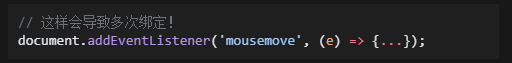 // 这样会导致多次绑定!
document.addEventListener('mousemove', (e) => {...});